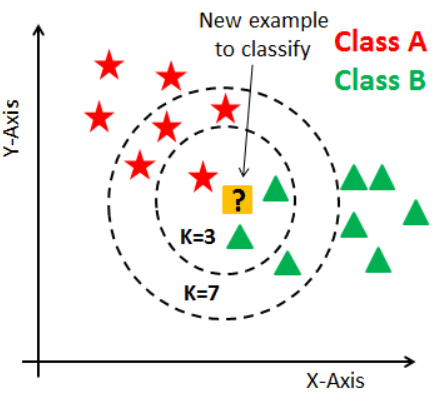 New example
to classify
Class A
Class B
Y-Axis
?
K=3
K=7
X-Axis